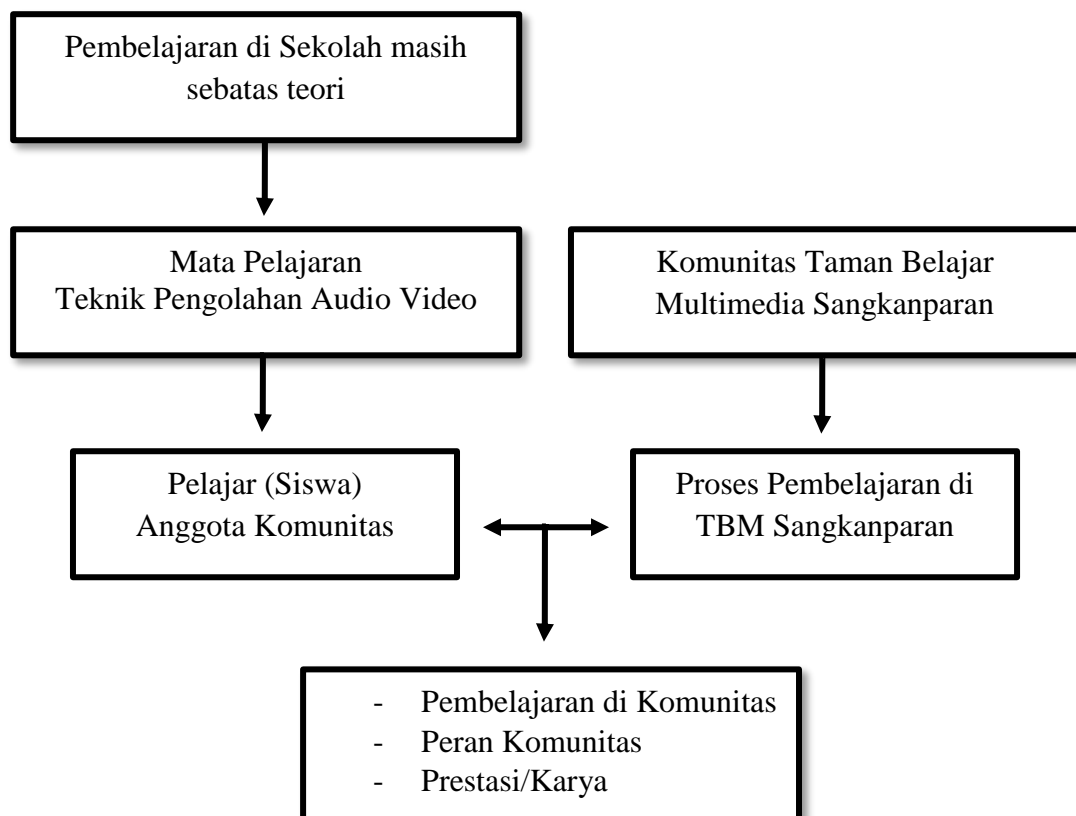 Pembelajaran di Sekolah masih
sebatas teori
Mata Pelajaran
Teknik Pengolahan Audio Video
Komunitas Taman Belajar
Multimedia Sangkanparan
Pelajar (Siswa)
Anggota Komunitas
Proses Pembelajaran di
TBM Sangkanparan
- Pembelajaran di Komunitas
- Peran Komunitas
- Prestasi/Karya